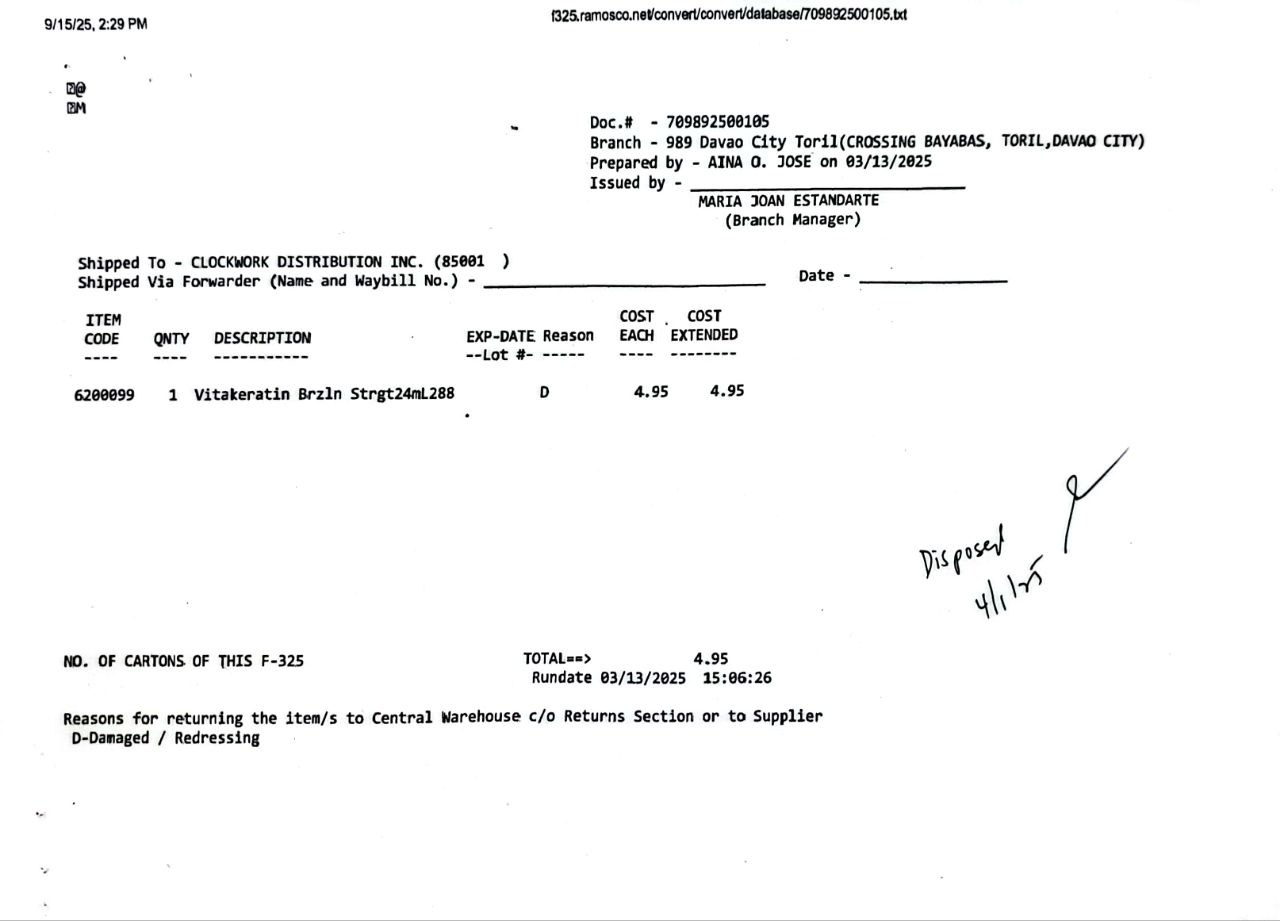 9/15/25, 2:29 PM
f325.ramosco.net/convert/convert/database/709892500105.txt
@
M
Doc.# - 709892500105
Branch - 989 Davao City Toril(CROSSING BAYABAS, TORIL,DAVAO CITY)
Prepared by - AINA O. JOSE on 03/13/2025
Issued by -
MARIA JOAN ESTANDARTE
(Branch Manager)
Shipped To - CLOCKWORK DISTRIBUTION INC. (85001 )
Shipped Via Forwarder (Name and Waybill No.) - Date -
ITEM COST COST
CODE QNTY DESCRIPTION EXP-DATE Reason EACH EXTENDED
---- ---- ----------- --Lot #- ----- ---- --------
6200099 1 Vitakeratin Brzln Strgt24mL288 D 4.95 4.95
Disposed
4/1/25
NO. OF CARTONS OF THIS F-325 TOTAL==> 4.95
Rundate 03/13/2025 15:06:26
Reasons for returning the item/s to Central Warehouse c/o Returns Section or to Supplier
D-Damaged / Redressing